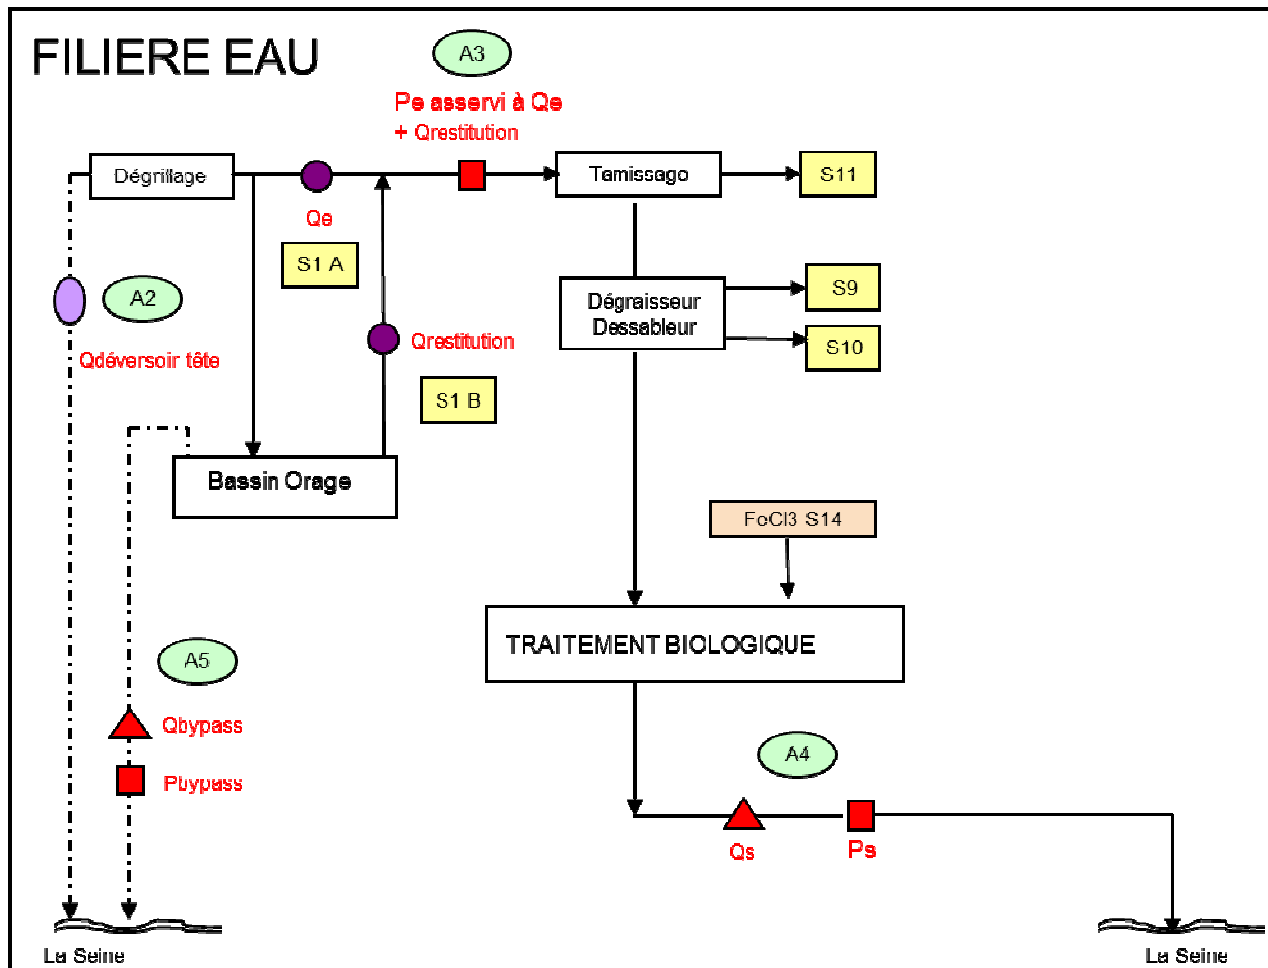 FILIERE EAU
A3
Pe asservi à Qe
+ Qrestitution
Dégrillage
Tamissago
S11
Qe
S1 A
A2
Dégraisseur
Dessableur
S9
S10
Qrestitution
Qdéversoir tête
S1 B
Bassin Orage
FeCl3 S14
TRAITEMENT BIOLOGIQUE
A5
Qbypass
A4
Pbypass
Qs
Ps
La Seine
La Seine